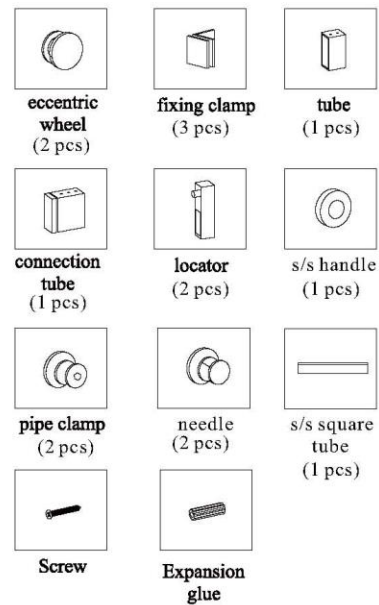 eccentric
wheel
(2 pcs)
fixing clamp
(3 pcs)
tube
(1 pcs)
connection
tube
(1 pcs)
locator
(2 pcs)
s/s handle
(1 pcs)
pipe clamp
(2 pcs)
needle
(2 pcs)
s/s square
tube
(1 pcs)
Screw
Expansion
glue